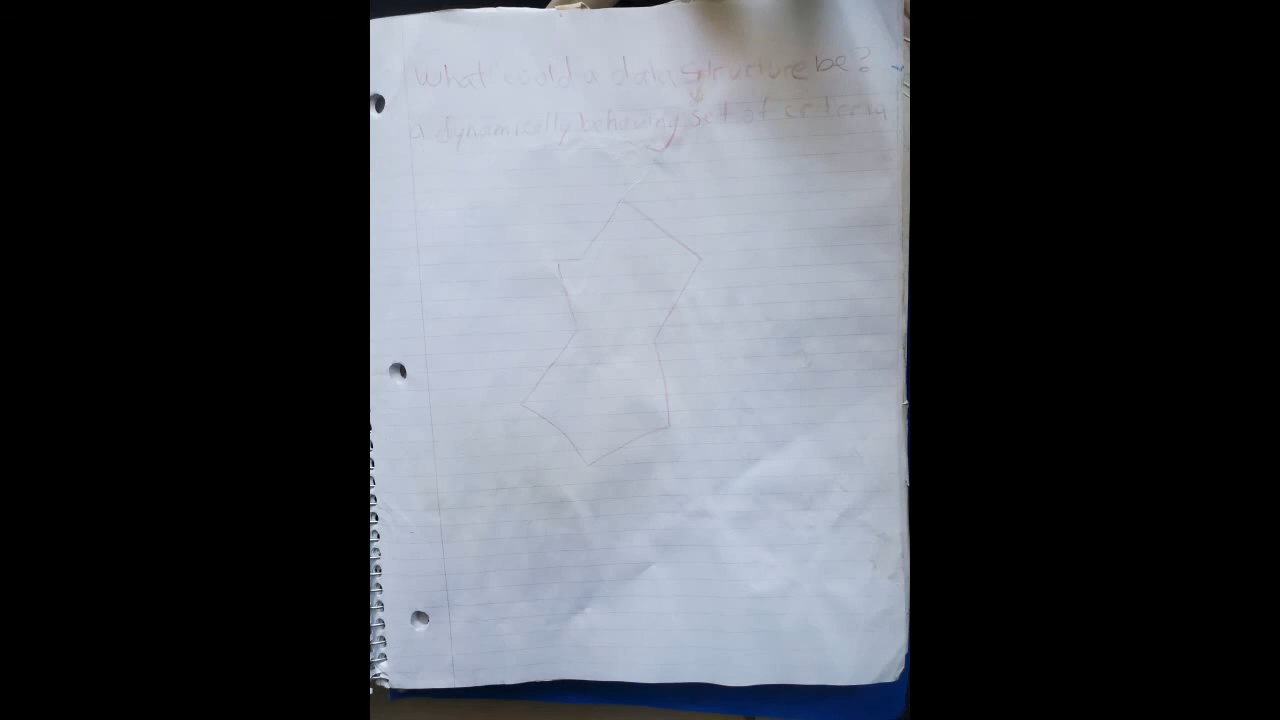 What could a data structure be?
a dynamically behaving set of criteria